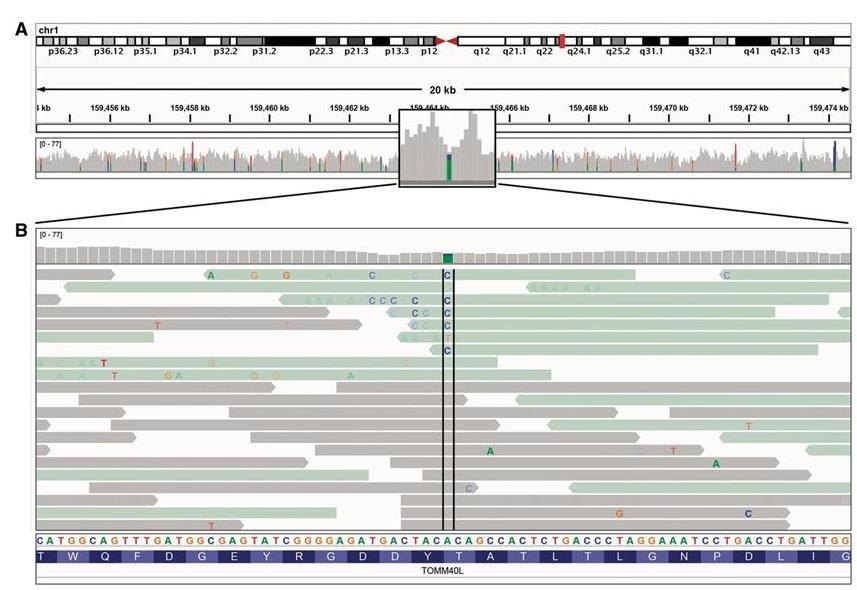 A
chr1
p36.23 p36.12 p35.1 p34.1 p32.2 p31.2 p22.3 p21.3 p13.3 p12 q12 q21.1 q22 q24.1 q25.2 q31.1 q32.1 q41 q42.13 q43
20 kb
kb 159,456 kb 159,458 kb 159,460 kb 159,462 kb 159,464 kb 159,466 kb 159,468 kb 159,470 kb 159,472 kb 159,474 kb
[0 - 77]
B
[0 - 77]
A G G A C C C C
A A A A A A
A A A A C C C C C
C C C C
T T C C C
A A A T
C
A A A T G G
A A T G A G G A
T
T
A
A
C
G C
T
C A T G G C A G T T T G A T G G C G A G T A T C G G G G A G A T G A C T A C A C A G C C A C T C T G A C C C T A G G A A A T C C T G A C C T G A T T G G
T W Q F D G E Y R G D D Y T A T L T L G N P D L I G
TOMM40L